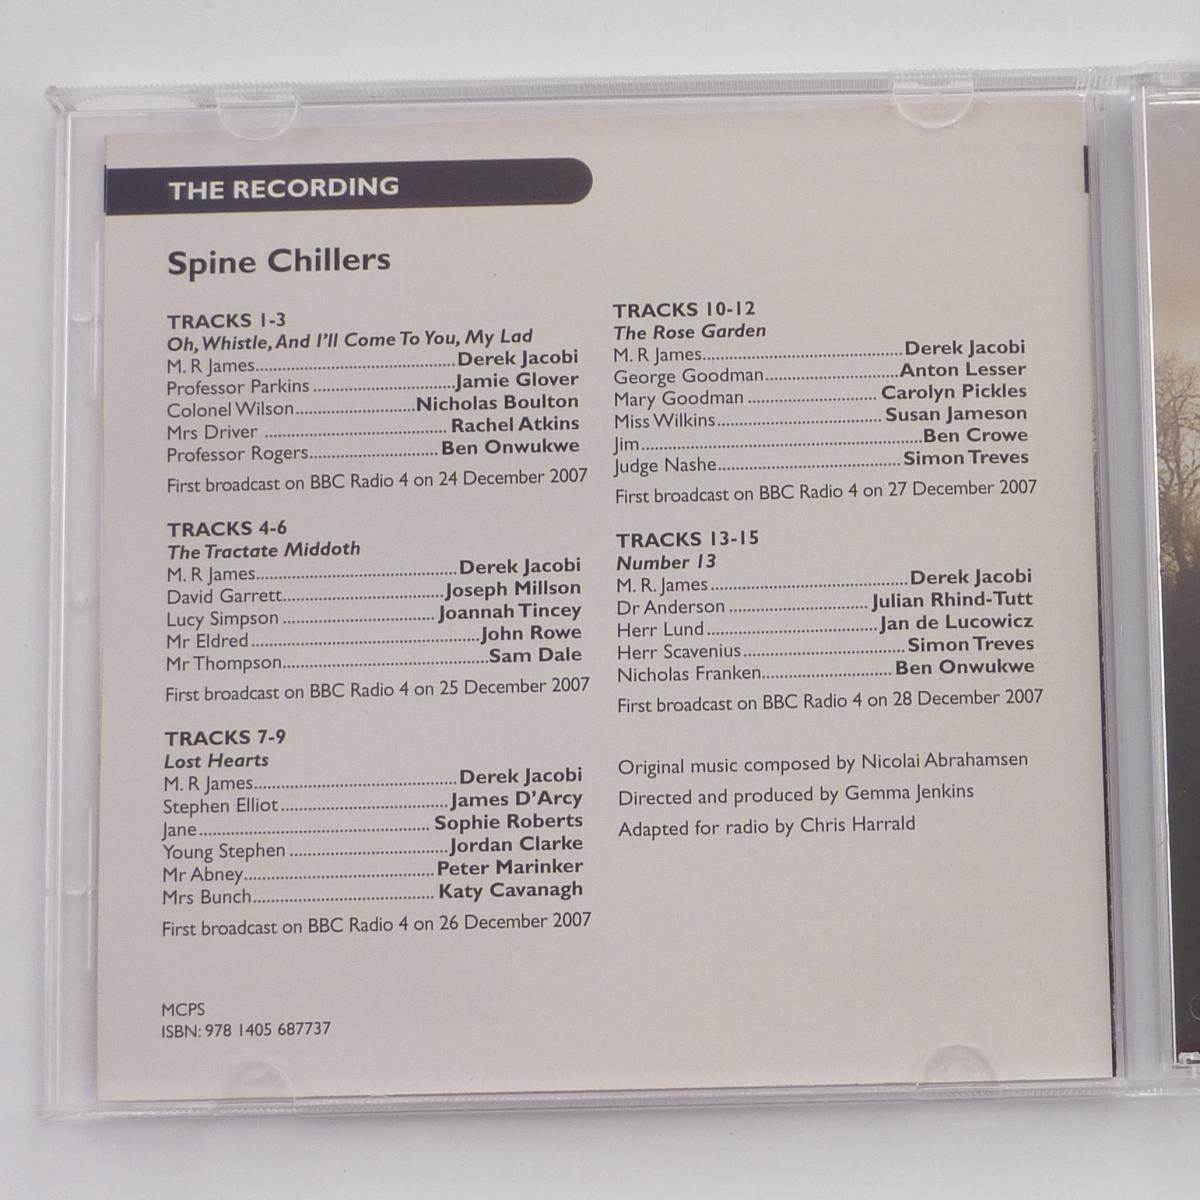 THE RECORDING
Spine Chillers
TRACKS 1-3
Oh, Whistle, And I'll Come To You, My Lad
M. R James..........................................Derek Jacobi
Professor Parkins ..............................Jamie Glover
Colonel Wilson.........................Nicholas Boulton
Mrs Driver ...................................... Rachel Atkins
Professor Rogers........................... Ben Onwukwe
First broadcast on BBC Radio 4 on 24 December 2007
TRACKS 4-6
The Tractate Middoth
M. R James..........................................Derek Jacobi
David Garrett..................................Joseph Millson
Lucy Simpson ................................ Joannah Tincey
Mr Eldred ................................................John Rowe
Mr Thompson...........................................Sam Dale
First broadcast on BBC Radio 4 on 25 December 2007
TRACKS 7-9
Lost Hearts
M. R James.......................................... Derek Jacobi
Stephen Elliot ...................................James D'Arcy
Jane................................................ Sophie Roberts
Young Stephen .................................Jordan Clarke
Mr Abney........................................Peter Marinker
Mrs Bunch...................................... Katy Cavanagh
First broadcast on BBC Radio 4 on 26 December 2007
MCPS
ISBN: 978 1405 687737
TRACKS 10-12
The Rose Garden
M. R James..........................................Derek Jacobi
George Goodman............................Anton Lesser
Mary Goodman ........................... Carolyn Pickles
Miss Wilkins................................... Susan Jameson
Jim...........................................................Ben Crowe
Judge Nashe......................................Simon Treves
First broadcast on BBC Radio 4 on 27 December 2007
TRACKS 13-15
Number 13
M. R. James.........................................Derek Jacobi
Dr Anderson ............................. Julian Rhind-Tutt
Herr Lund....................................Jan de Lucowicz
Herr Scavenius.................................. Simon Treves
Nicholas Franken........................... Ben Onwukwe
First broadcast on BBC Radio 4 on 28 December 2007
Original music composed by Nicolai Abrahamsen
Directed and produced by Gemma Jenkins
Adapted for radio by Chris Harrald